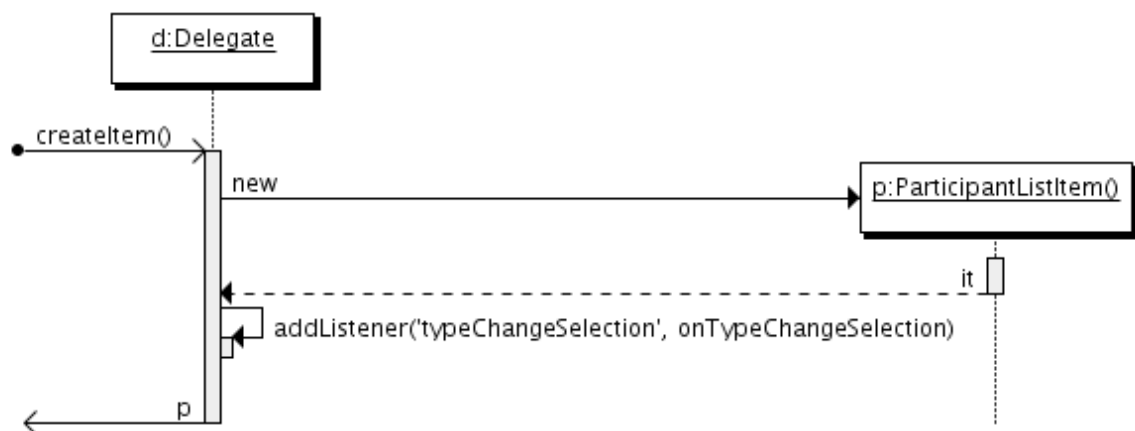 d:Delegate
createItem()
new
p:ParticipantListItem()
it
addListener('typeChangeSelection', onTypeChangeSelection)
p